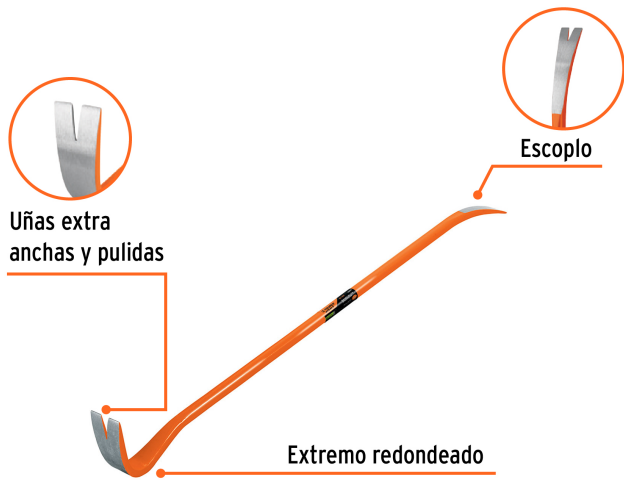 Escoplo
Uñas extra
anchas y pulidas
Extremo redondeado